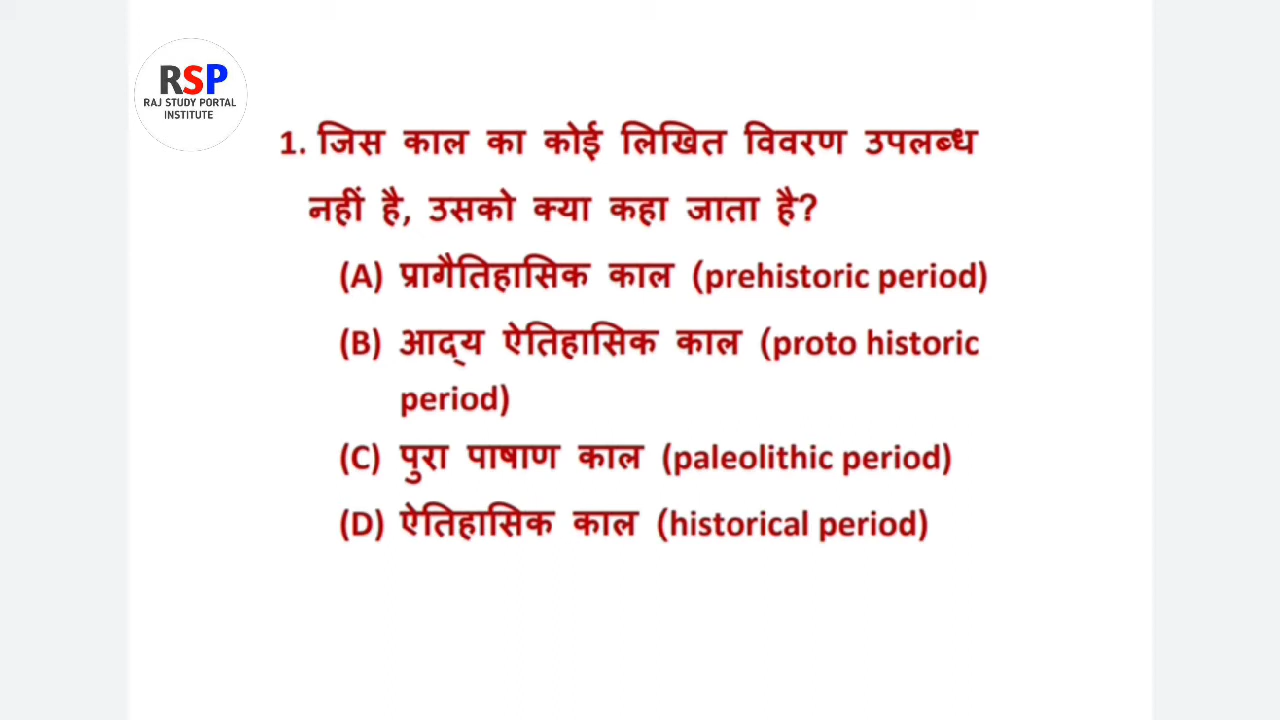 RSP
RAJ STUDY PORTAL
INSTITUTE
1. जिस काल का कोई लिखित विवरण उपलब्ध
नहीं है, उसको क्या कहा जाता है?
(A) प्रागैतिहासिक काल (prehistoric period)
(B) आद्य ऐतिहासिक काल (proto historic
period)
(C) पुरा पाषाण काल (paleolithic period)
(D) ऐतिहासिक काल (historical period)